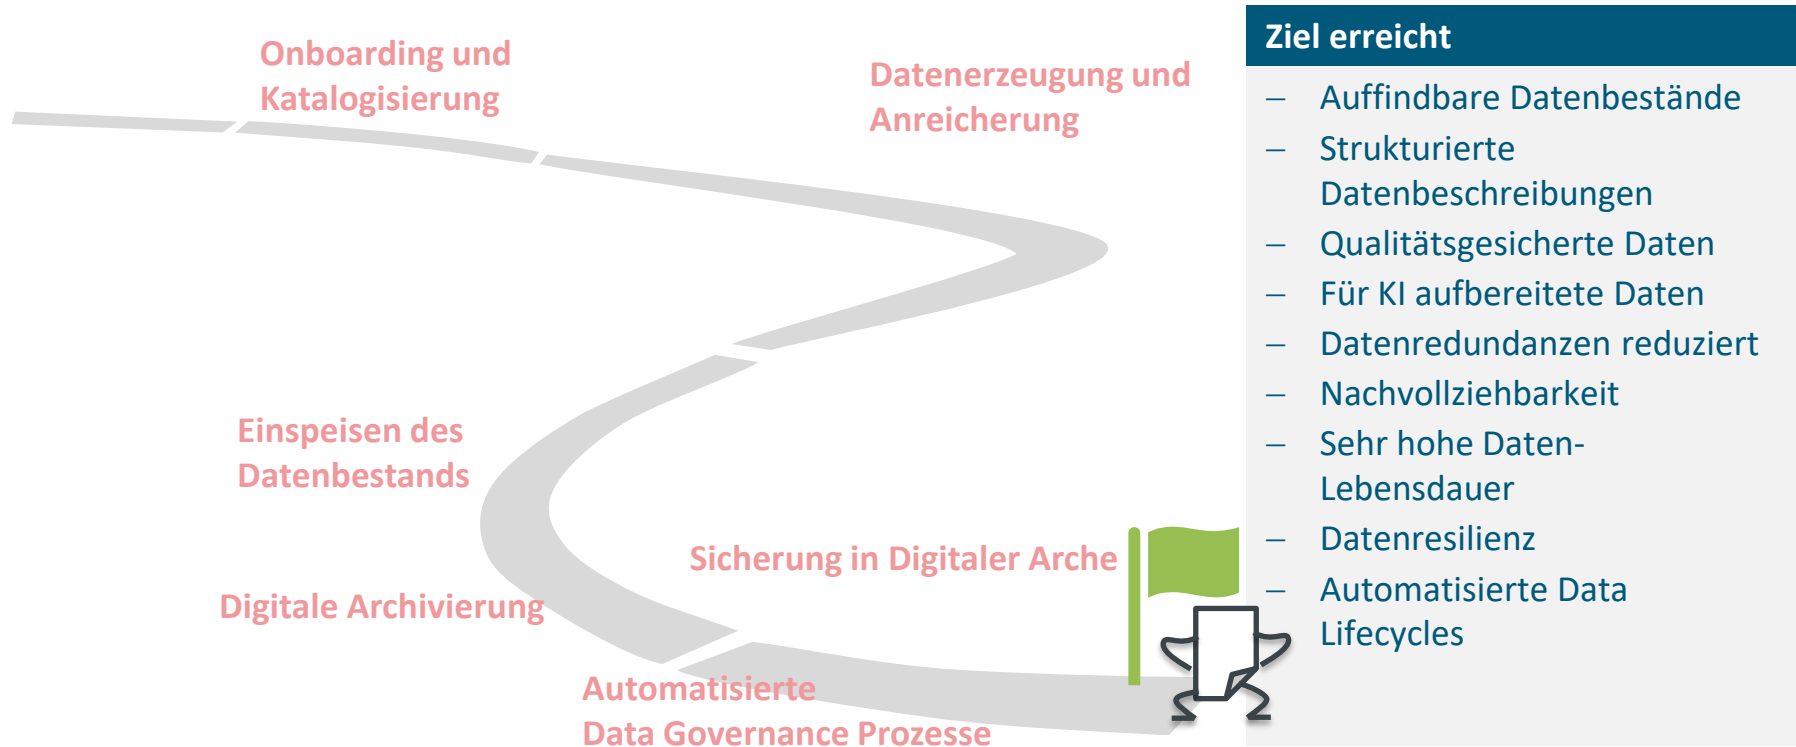 Onboarding und
Katalogisierung
Datenerzeugung und
Anreicherung
Einspeisen des
Datenbestands
Digitale Archivierung
Sicherung in Digitaler Arche
Automatisierte
Data Governance Prozesse
Ziel erreicht
– Auffindbare Datenbestände
– Strukturierte
Datenbeschreibungen
– Qualitätsgesicherte Daten
– Für KI aufbereitete Daten
– Datenredundanzen reduziert
– Nachvollziehbarkeit
– Sehr hohe Daten-
Lebensdauer
– Datenresilienz
– Automatisierte Data
Lifecycles